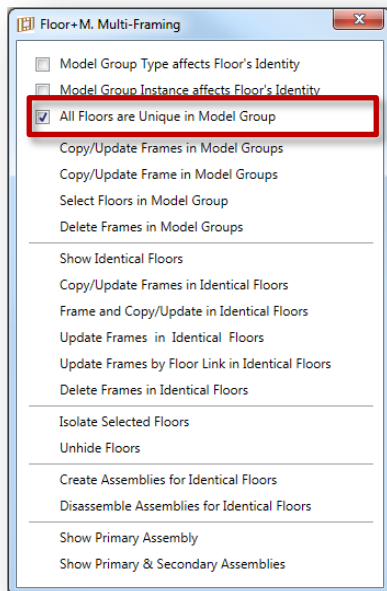 Floor+M. Multi-Framing
Model Group Type affects Floor's Identity
Model Group Instance affects Floor's Identity
All Floors are Unique in Model Group
Copy/Update Frames in Model Groups
Copy/Update Frame in Model Groups
Select Floors in Model Group
Delete Frames in Model Groups
Show Identical Floors
Copy/Update Frames in Identical Floors
Frame and Copy/Update in Identical Floors
Update Frames in Identical Floors
Update Frames by Floor Link in Identical Floors
Delete Frames in Identical Floors
Isolate Selected Floors
Unhide Floors
Create Assemblies for Identical Floors
Disassemble Assemblies for Identical Floors
Show Primary Assembly
Show Primary & Secondary Assemblies